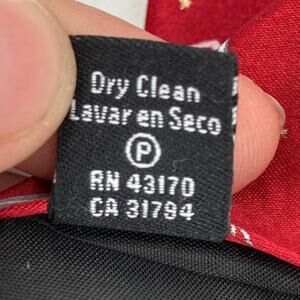 Dry Clean
Lavar en Seco
P
RN 43170
CA 31794